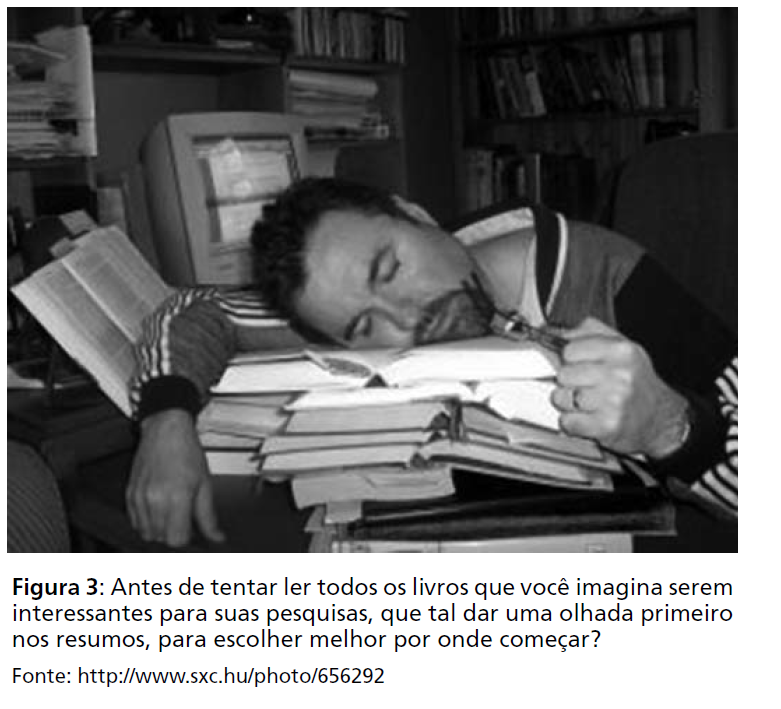 Figura 3: Antes de tentar ler todos os livros que você imagina serem
interessantes para suas pesquisas, que tal dar uma olhada primeiro
nos resumos, para escolher melhor por onde começar?
Fonte: http://www.sxc.hu/photo/656292